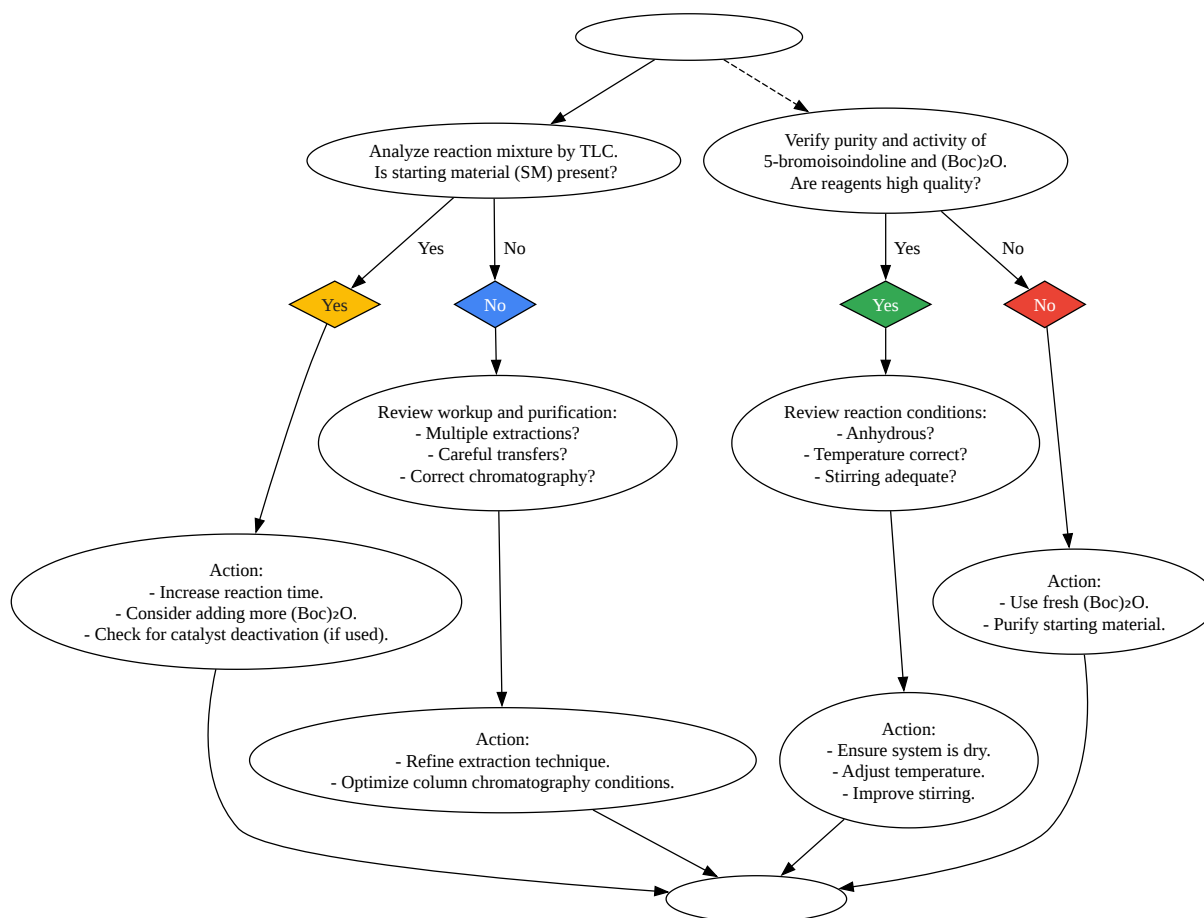 Analyze reaction mixture by TLC.
Is starting material (SM) present?
Verify purity and activity of
5-bromoisoindoline and (Boc)₂O.
Are reagents high quality?
Yes
No
Yes
No
Yes
No
Yes
No
Review workup and purification:
- Multiple extractions?
- Careful transfers?
- Correct chromatography?
Review reaction conditions:
- Anhydrous?
- Temperature correct?
- Stirring adequate?
Action:
- Increase reaction time.
- Consider adding more (Boc)₂O.
- Check for catalyst deactivation (if used).
Action:
- Use fresh (Boc)₂O.
- Purify starting material.
Action:
- Refine extraction technique.
- Optimize column chromatography conditions.
Action:
- Ensure system is dry.
- Adjust temperature.
- Improve stirring.